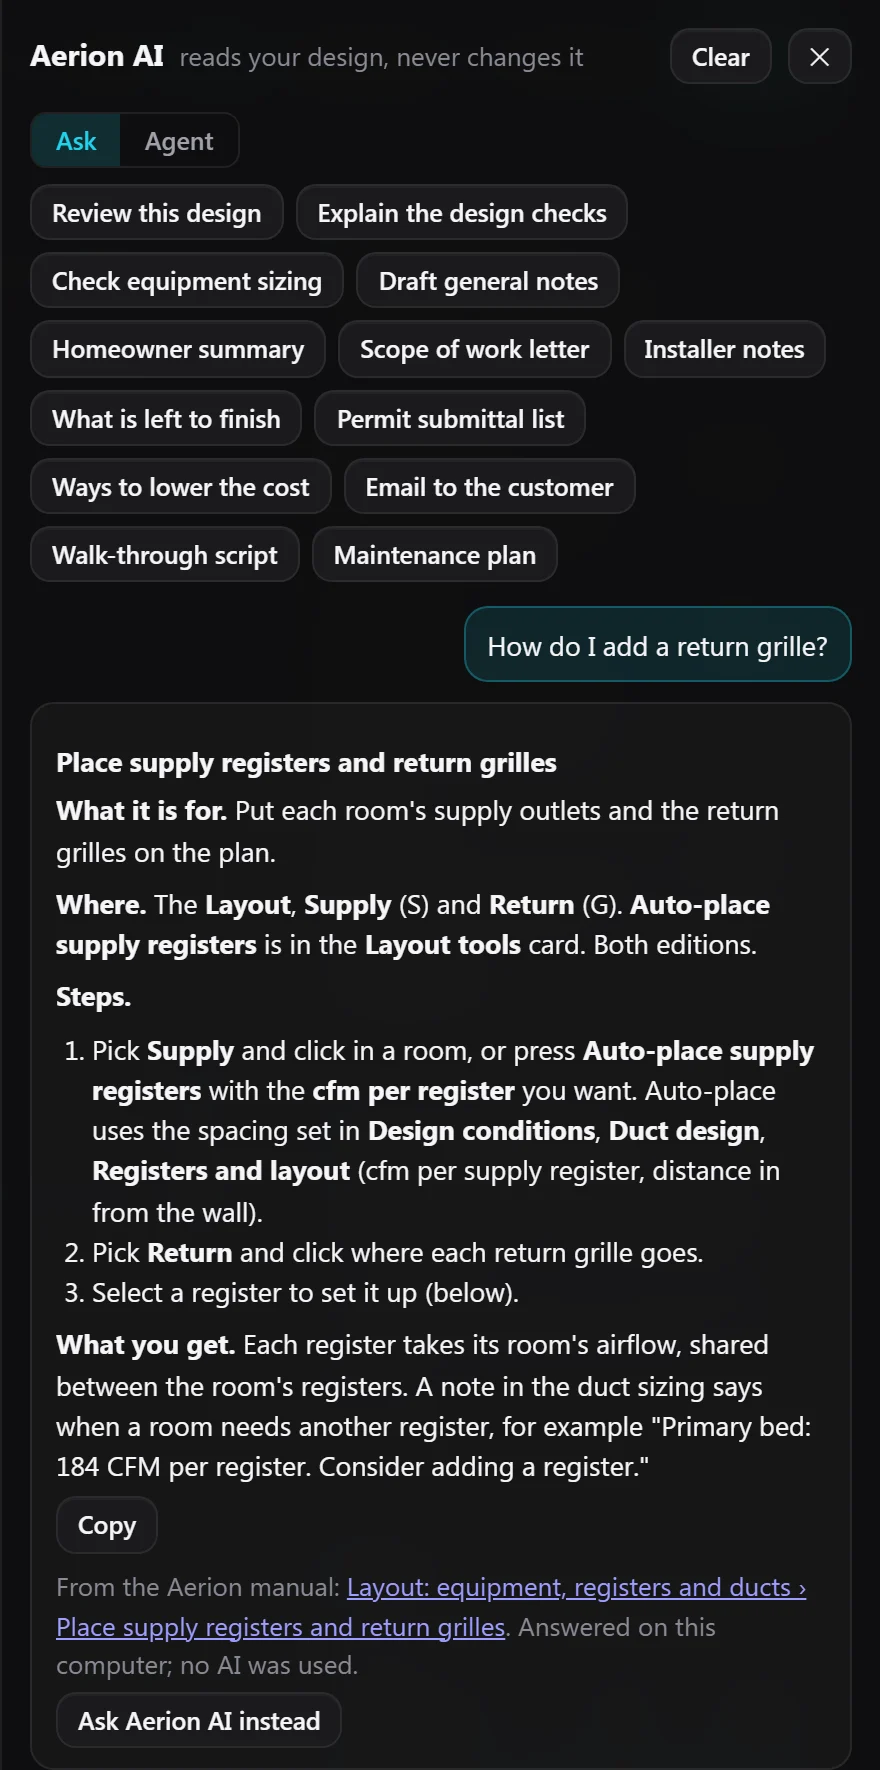 Aerion AI reads your design, never changes it Clear ×
Ask Agent
Review this design Explain the design checks
Check equipment sizing Draft general notes
Homeowner summary Scope of work letter Installer notes
What is left to finish Permit submittal list
Ways to lower the cost Email to the customer
Walk-through script Maintenance plan
How do I add a return grille?
Place supply registers and return grilles
What it is for. Put each room's supply outlets and the return
grilles on the plan.
Where. The Layout, Supply (S) and Return (G). Auto-place
supply registers is in the Layout tools card. Both editions.
Steps.
1. Pick Supply and click in a room, or press Auto-place supply
registers with the cfm per register you want. Auto-place
uses the spacing set in Design conditions, Duct design,
Registers and layout (cfm per supply register, distance in
from the wall).
2. Pick Return and click where each return grille goes.
3. Select a register to set it up (below).
What you get. Each register takes its room's airflow, shared
between the room's registers. A note in the duct sizing says
when a room needs another register, for example "Primary bed:
184 CFM per register. Consider adding a register."
Copy
From the Aerion manual: Layout: equipment, registers and ducts ›
Place supply registers and return grilles. Answered on this
computer; no AI was used.
Ask Aerion AI instead